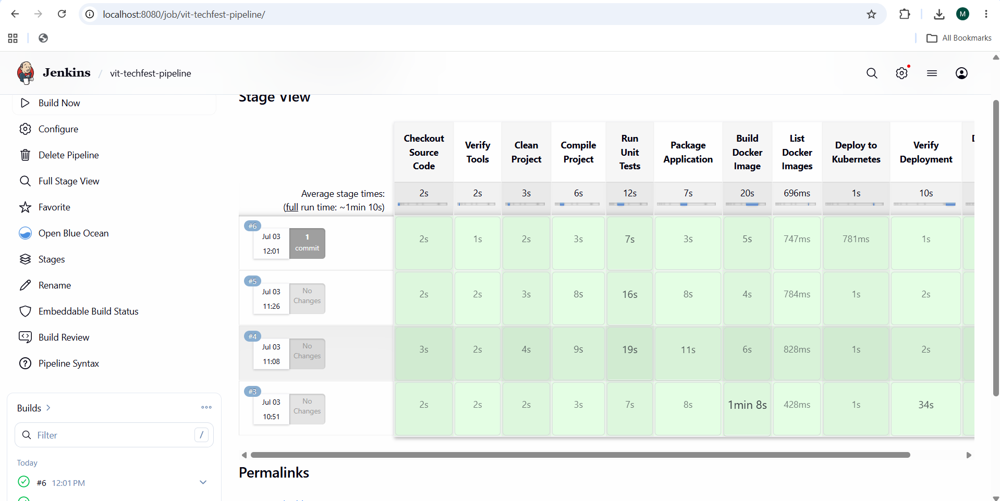 localhost:8080/job/vit-techfest-pipeline/
M
All Bookmarks
Jenkins / vit-techfest-pipeline
Build Now
Configure
Delete Pipeline
Full Stage View
Favorite
Open Blue Ocean
Stages
Rename
Embeddable Build Status
Build Review
Pipeline Syntax
Builds
Filter
/
Today
#6 12:01 PM
Stage View
Checkout Source Code
Verify Tools
Clean Project
Compile Project
Run Unit Tests
Package Application
Build Docker Image
List Docker Images
Deploy to Kubernetes
Verify Deployment
Average stage times:
(full run time: ~1min 10s)
2s 2s 3s 6s 12s 7s 20s 696ms 1s 10s
#6
Jul 03
12:01
1
commit
2s 1s 2s 3s 7s 3s 5s 747ms 781ms 1s
#5
Jul 03
11:26
No
Changes
2s 2s 3s 8s 16s 8s 4s 784ms 1s 2s
#4
Jul 03
11:08
No
Changes
3s 2s 4s 9s 19s 11s 6s 828ms 1s 2s
#3
Jul 03
10:51
No
Changes
2s 2s 2s 3s 7s 8s 1min 8s 428ms 1s 34s
Permalinks